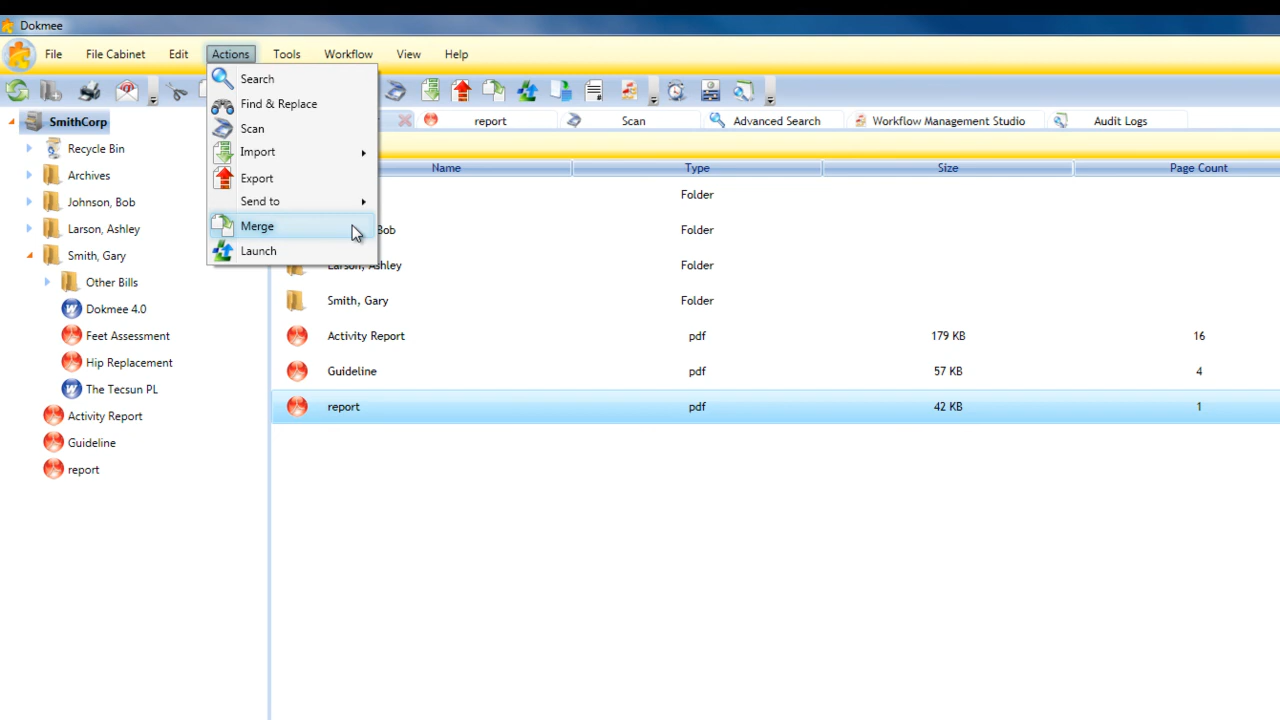 Dokmee
File File Cabinet Edit Actions Tools Workflow View Help
Search
Find & Replace
Scan
Import
Export
Send to
Merge
Launch
report Scan Advanced Search Workflow Management Studio Audit Logs
SmithCorp
Recycle Bin
Archives
Johnson, Bob
Larson, Ashley
Smith, Gary
Other Bills
Dokmee 4.0
Feet Assessment
Hip Replacement
The Tecsun PL
Activity Report
Guideline
report
Name Type Size Page Count
Folder
Bob Folder
Larson, Ashley Folder
Smith, Gary Folder
Activity Report pdf 179 KB 16
Guideline pdf 57 KB 4
report pdf 42 KB 1